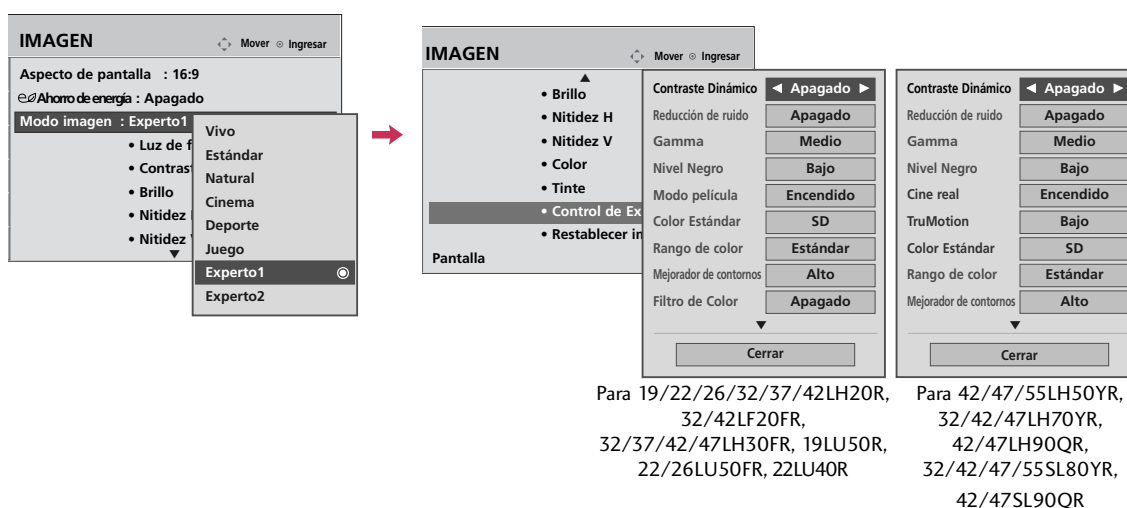 IMAGEN
Mover Ingresar
Aspecto de pantalla : 16:9
Ahorro de energía : Apagado
Modo imagen : Experto1
• Luz de f
• Contras
• Brillo
• Nitidez
• Nitidez
Vivo
Estándar
Natural
Cinema
Deporte
Juego
Experto1
Experto2
IMAGEN
Mover Ingresar
• Brillo
• Nitidez H
• Nitidez V
• Color
• Tinte
• Control de Ex
• Restablecer in
Pantalla
Contraste Dinámico ◄ Apagado ►
Reducción de ruido Apagado
Gamma Medio
Nivel Negro Bajo
Modo película Encendido
Color Estándar SD
Rango de color Estándar
Mejorador de contornos Alto
Filtro de Color Apagado
Cerrar
Contraste Dinámico ◄ Apagado ►
Reducción de ruido Apagado
Gamma Medio
Nivel Negro Bajo
Cine real Encendido
TruMotion Bajo
Color Estándar SD
Rango de color Estándar
Mejorador de contornos Alto
Cerrar
Para 19/22/26/32/37/42LH20R,
32/42LF20FR,
32/37/42/47LH30FR, 19LU50R,
22/26LU50FR, 22LU40R
Para 42/47/55LH50YR,
32/42/47LH70YR,
42/47LH90QR,
32/42/47/55SL80YR,
42/47SL90QR